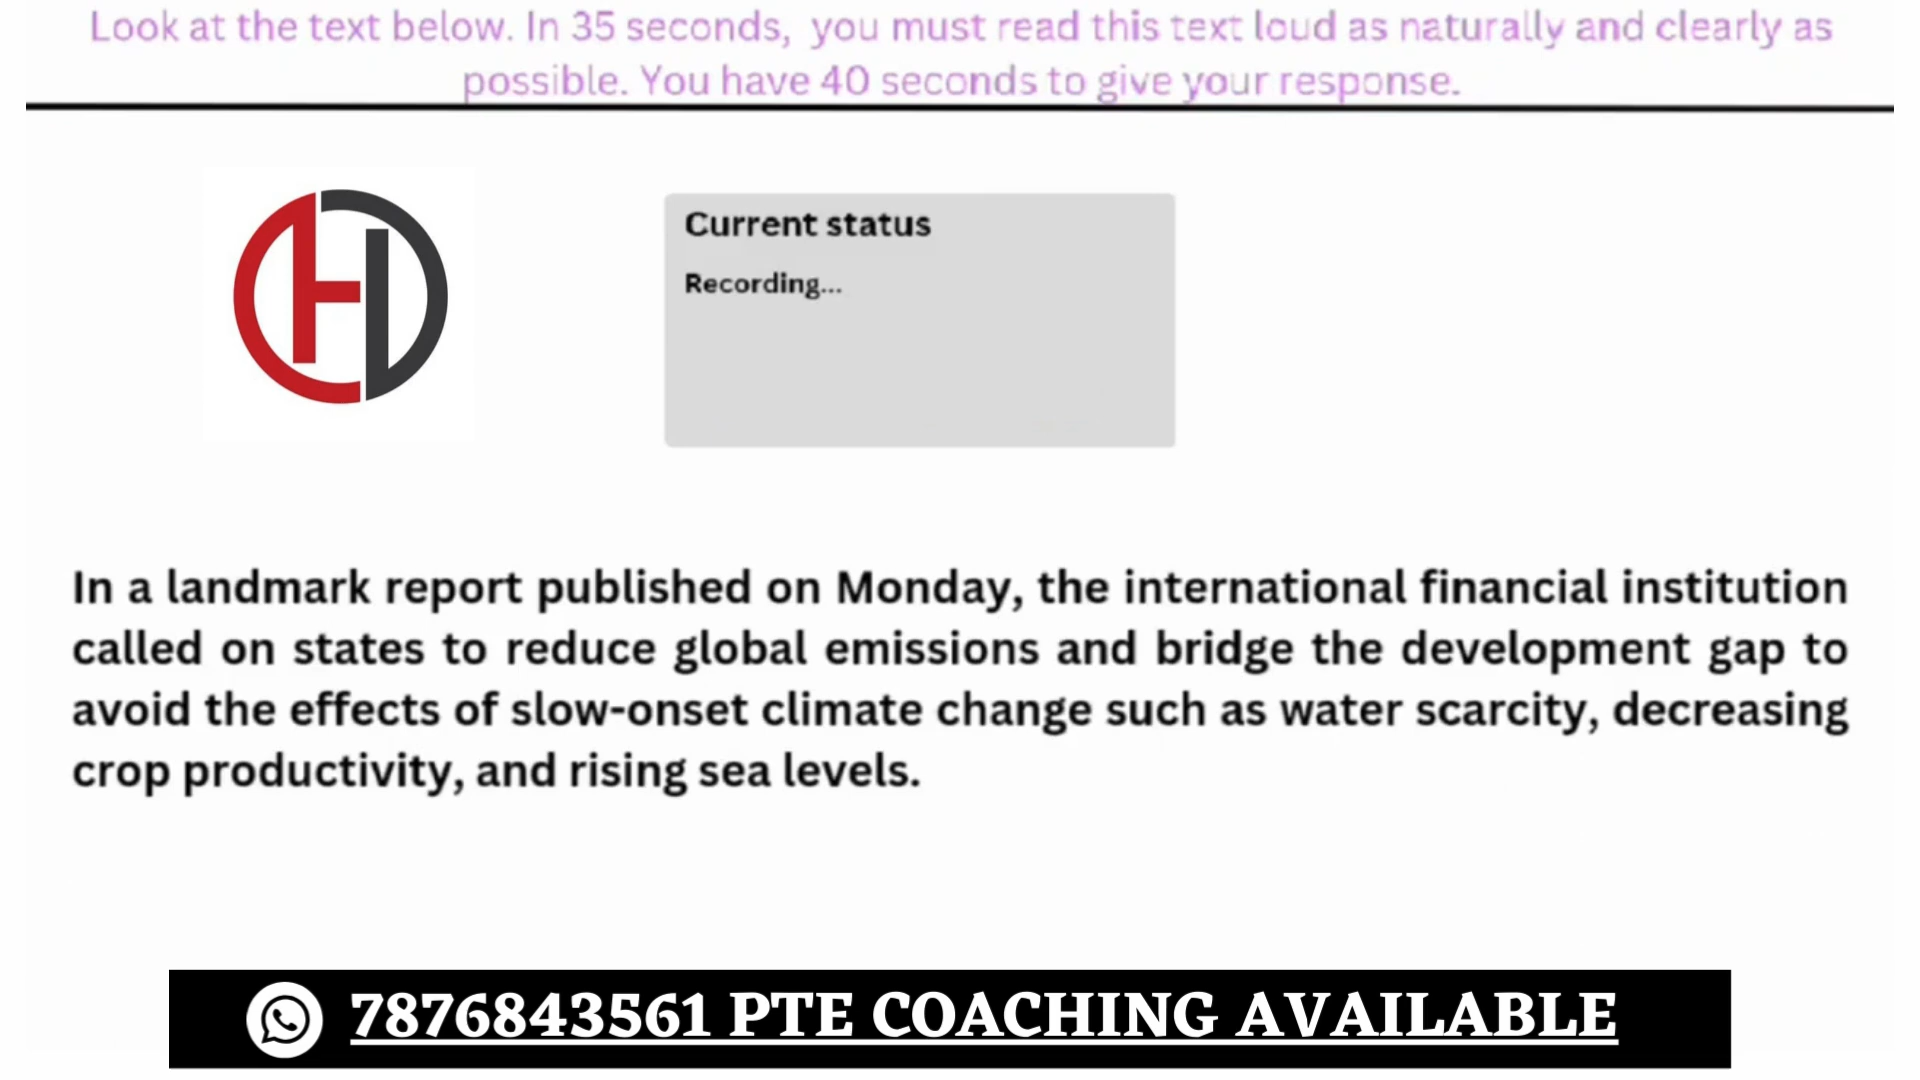 Look at the text below. In 35 seconds, you must read this text loud as naturally and clearly as
possible. You have 40 seconds to give your response.
Current status
Recording...
In a landmark report published on Monday, the international financial institution
called on states to reduce global emissions and bridge the development gap to
avoid the effects of slow-onset climate change such as water scarcity, decreasing
crop productivity, and rising sea levels.
7876843561 PTE COACHING AVAILABLE